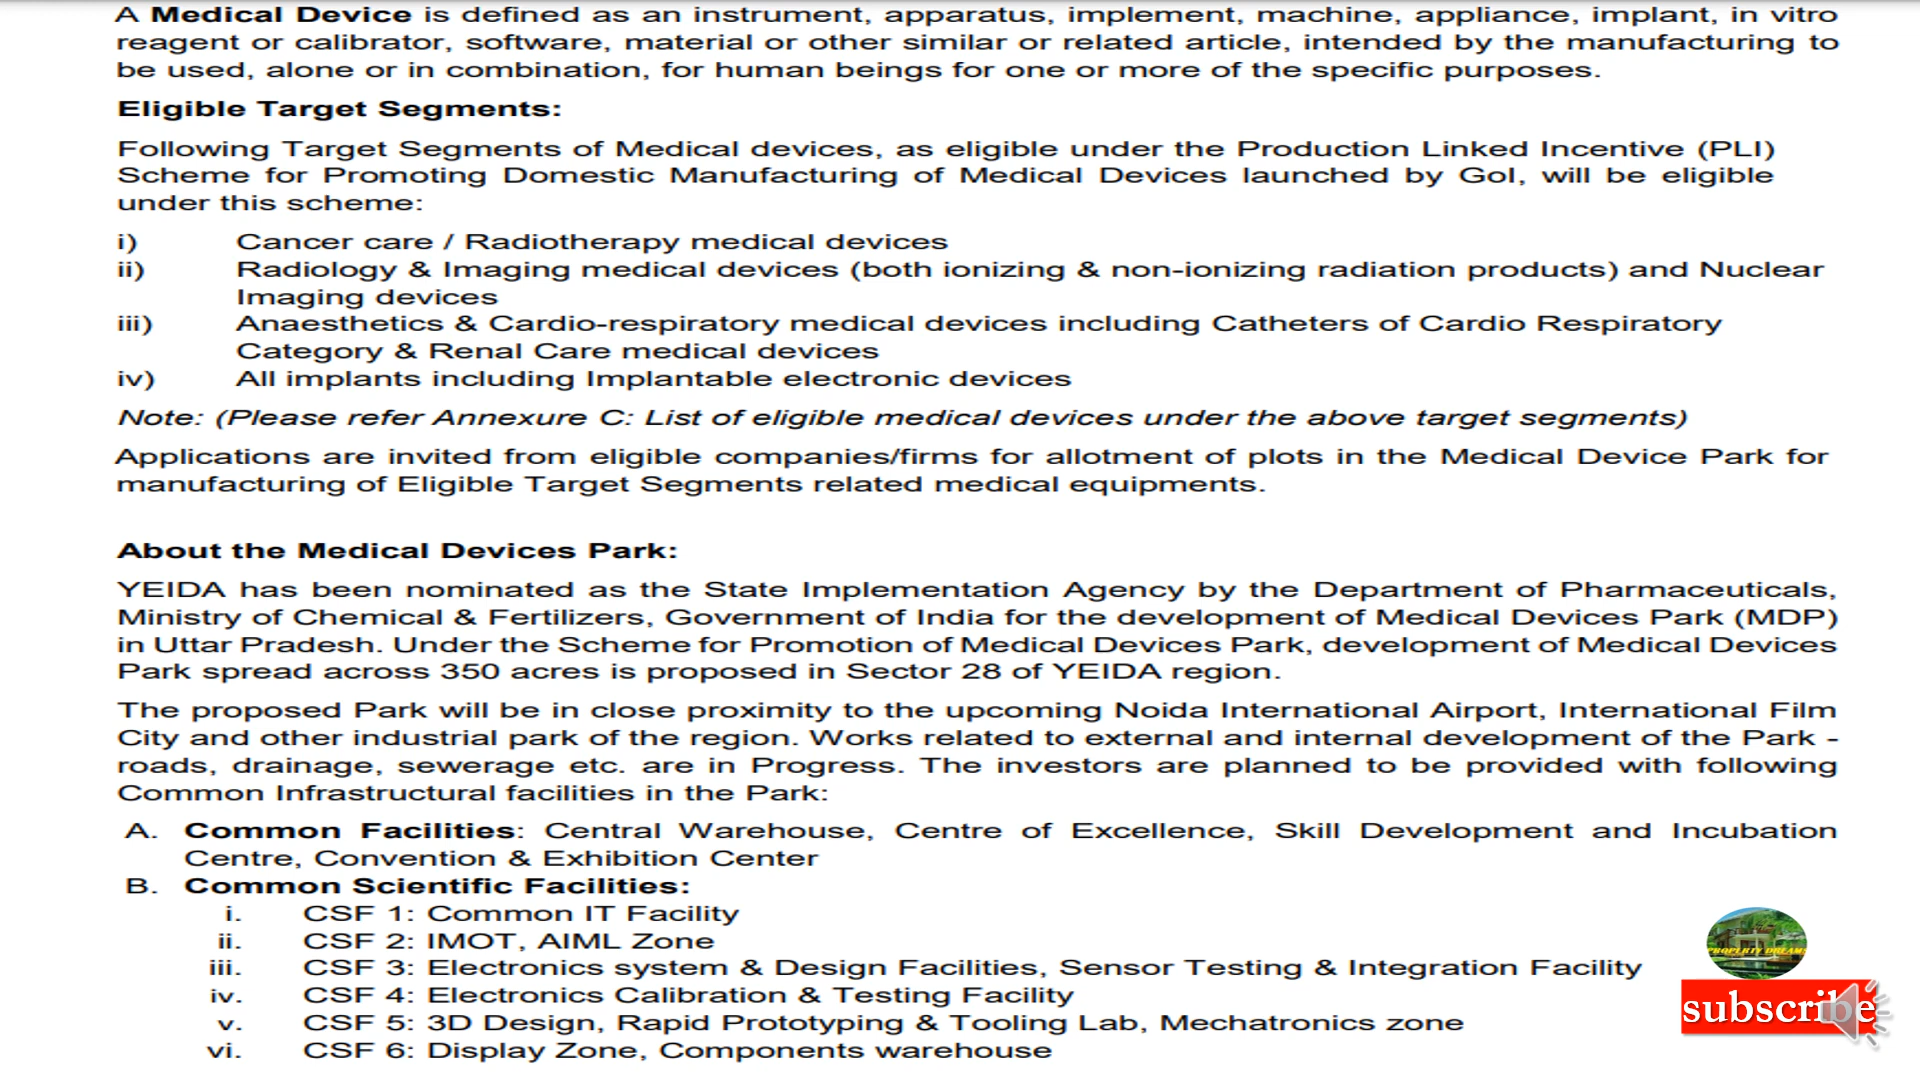 A Medical Device is defined as an instrument, apparatus, implement, machine, appliance, implant, in vitro
reagent or calibrator, software, material or other similar or related article, intended by the manufacturing to
be used, alone or in combination, for human beings for one or more of the specific purposes.
Eligible Target Segments:
Following Target Segments of Medical devices, as eligible under the Production Linked Incentive (PLI)
Scheme for Promoting Domestic Manufacturing of Medical Devices launched by GoI, will be eligible
under this scheme:
i) Cancer care / Radiotherapy medical devices
ii) Radiology & Imaging medical devices (both ionizing & non-ionizing radiation products) and Nuclear
Imaging devices
iii) Anaesthetics & Cardio-respiratory medical devices including Catheters of Cardio Respiratory
Category & Renal Care medical devices
iv) All implants including Implantable electronic devices
Note: (Please refer Annexure C: List of eligible medical devices under the above target segments)
Applications are invited from eligible companies/firms for allotment of plots in the Medical Device Park for
manufacturing of Eligible Target Segments related medical equipments.
About the Medical Devices Park:
YEIDA has been nominated as the State Implementation Agency by the Department of Pharmaceuticals,
Ministry of Chemical & Fertilizers, Government of India for the development of Medical Devices Park (MDP)
in Uttar Pradesh. Under the Scheme for Promotion of Medical Devices Park, development of Medical Devices
Park spread across 350 acres is proposed in Sector 28 of YEIDA region.
The proposed Park will be in close proximity to the upcoming Noida International Airport, International Film
City and other industrial park of the region. Works related to external and internal development of the Park -
roads, drainage, sewerage etc. are in Progress. The investors are planned to be provided with following
Common Infrastructural facilities in the Park:
A. Common Facilities: Central Warehouse, Centre of Excellence, Skill Development and Incubation
Centre, Convention & Exhibition Center
B. Common Scientific Facilities:
i. CSF 1: Common IT Facility
ii. CSF 2: IMOT, AIML Zone
iii. CSF 3: Electronics system & Design Facilities, Sensor Testing & Integration Facility
iv. CSF 4: Electronics Calibration & Testing Facility
v. CSF 5: 3D Design, Rapid Prototyping & Tooling Lab, Mechatronics zone
vi. CSF 6: Display Zone, Components warehouse
PROPERTY DREAMS
subscribe